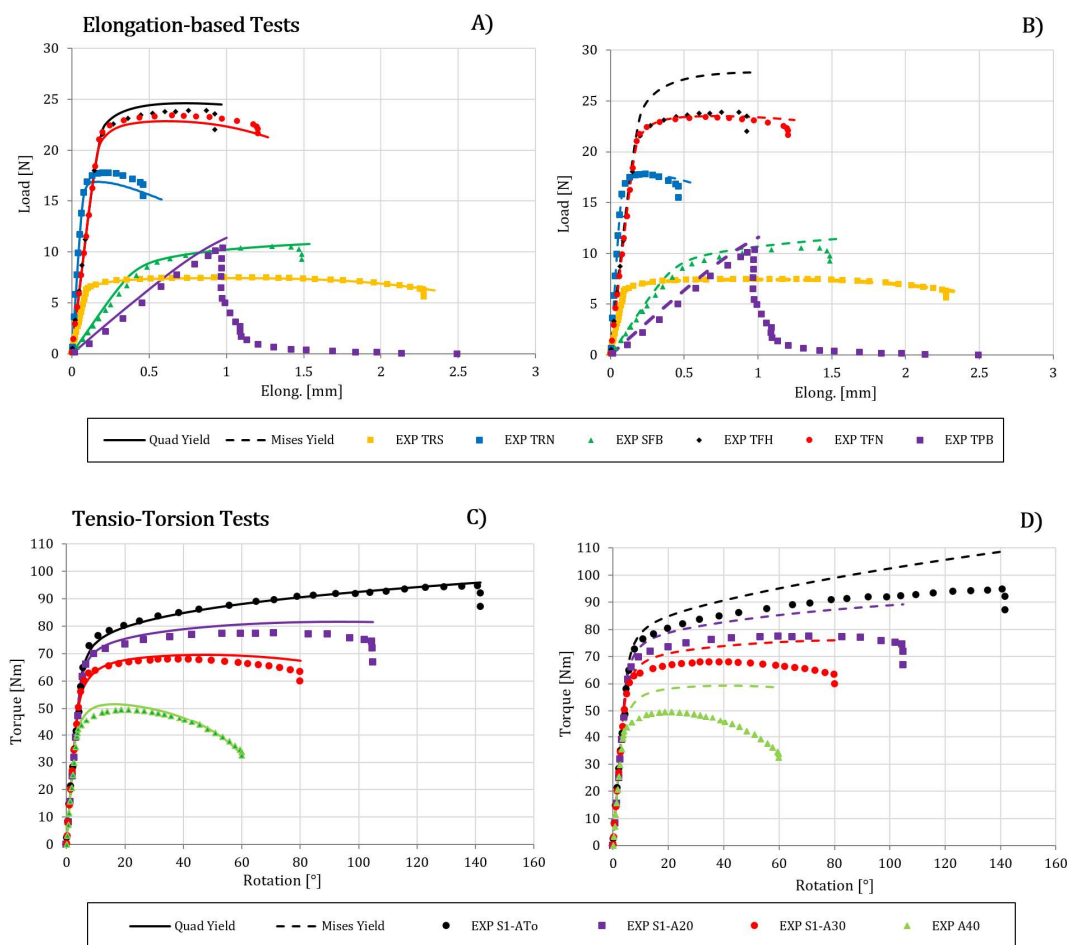 Elongation-based Tests
A)
B)
30
25
20
15
10
5
0
Load [N]
0 0.5 1 1.5 2 2.5 3
Elong. [mm]
30
25
20
15
10
5
0
Load [N]
0 0.5 1 1.5 2 2.5 3
Elong. [mm]
Quad Yield Mises Yield EXP TRS EXP TRN EXP SFB EXP TFH EXP TFN EXP TPB
Tensio-Torsion Tests
C)
D)
110
100
90
80
70
60
50
40
30
20
10
0
Torque [Nm]
0 20 40 60 80 100 120 140 160
Rotation [°]
110
100
90
80
70
60
50
40
30
20
10
0
Torque [Nm]
0 20 40 60 80 100 120 140 160
Rotation [°]
Quad Yield Mises Yield EXP S1-ATo EXP S1-A20 EXP S1-A30 EXP A40